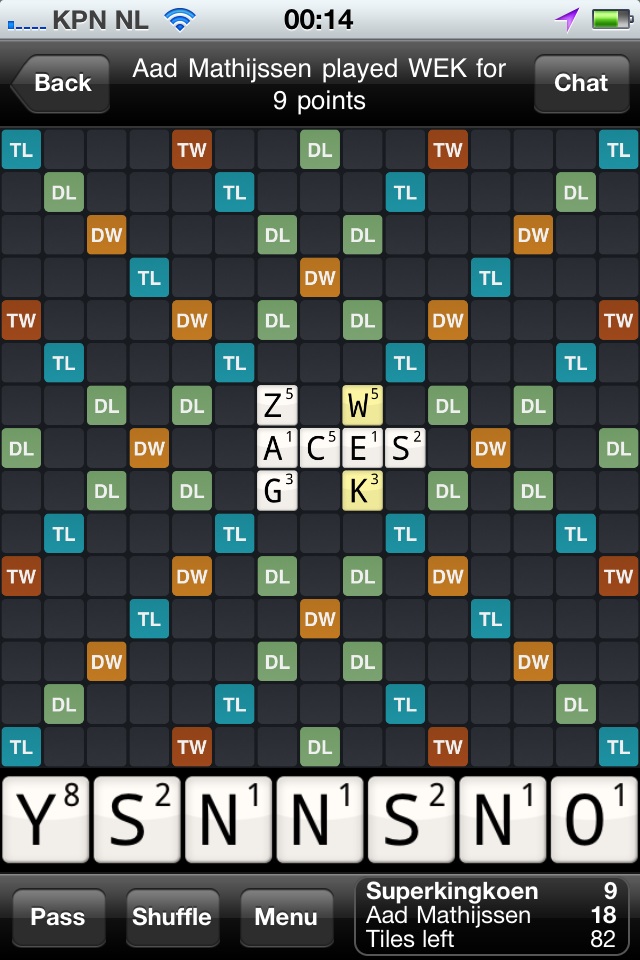 KPN NL 00:14
Back
Aad Mathijssen played WEK for
9 points
Chat
TL TW DL TW TL
DL TL TL DL
DW DL DL DW
TL DW TL
TW DW DL DL DW TW
TL TL TL TL
DL DL Z5 W5 DL DL
DL DW A1 C5 E1 S2 DW DL
DL DL G3 K3 DL DL
TL TL TL TL
TW DW DL DL DW TW
TL DW TL
DW DL DL DW
DL TL TL DL
TL TW DL TW TL
Y8 S2 N1 N1 S2 N1 O1
Pass Shuffle Menu
Superkingkoen 9
Aad Mathijssen 18
Tiles left 82